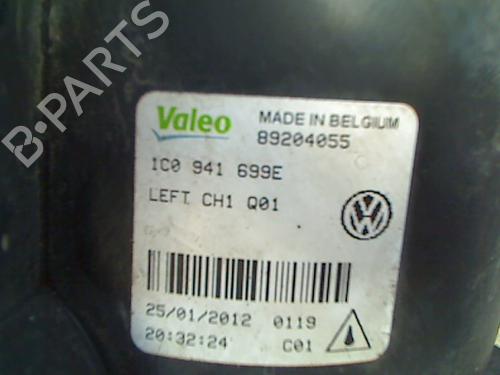 B-PARTS
Valeo
MADE IN BELGIUM
89204055
1C0 941 699E
LEFT CH1 Q01
25/01/2012 0119
20:32:24 C01